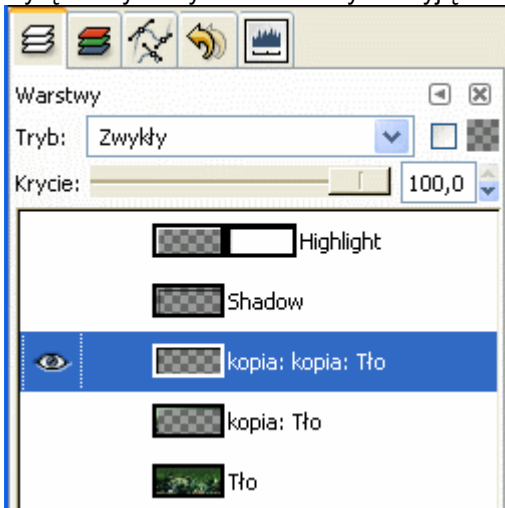 Warstwy
Tryb: Zwykły
Krycie: 100,0
Highlight
Shadow
kopia: kopia: Tło
kopia: Tło
Tło